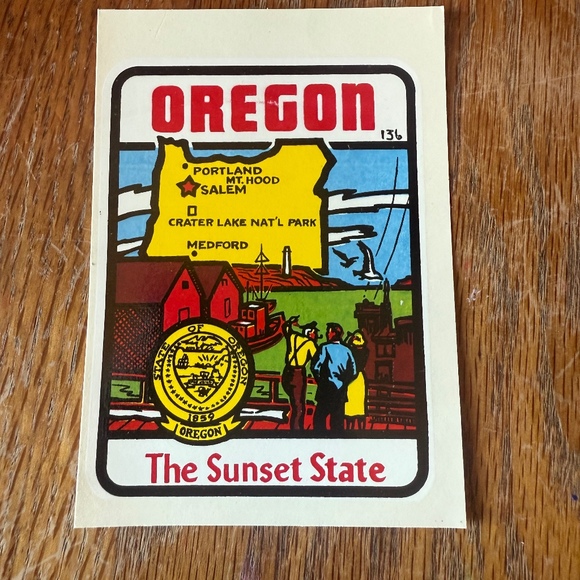 OREGON
136
PORTLAND
MT. HOOD
SALEM
CRATER LAKE NAT'L PARK
MEDFORD
STATE OF OREGON
1859
OREGON
The Sunset State